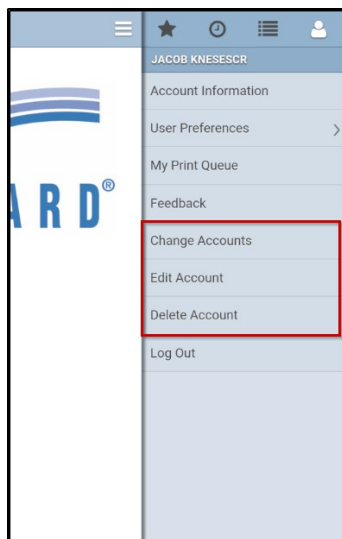 JACOB KNESESCR
Account Information
User Preferences
My Print Queue
Feedback
Change Accounts
Edit Account
Delete Account
Log Out
ARD®